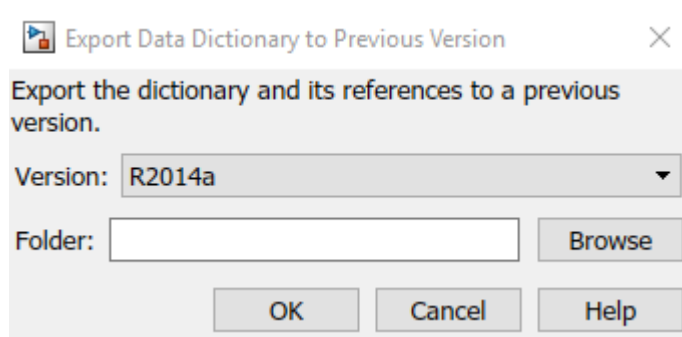 Export Data Dictionary to Previous Version
Export the dictionary and its references to a previous
version.
Version: R2014a
Folder: Browse
OK Cancel Help